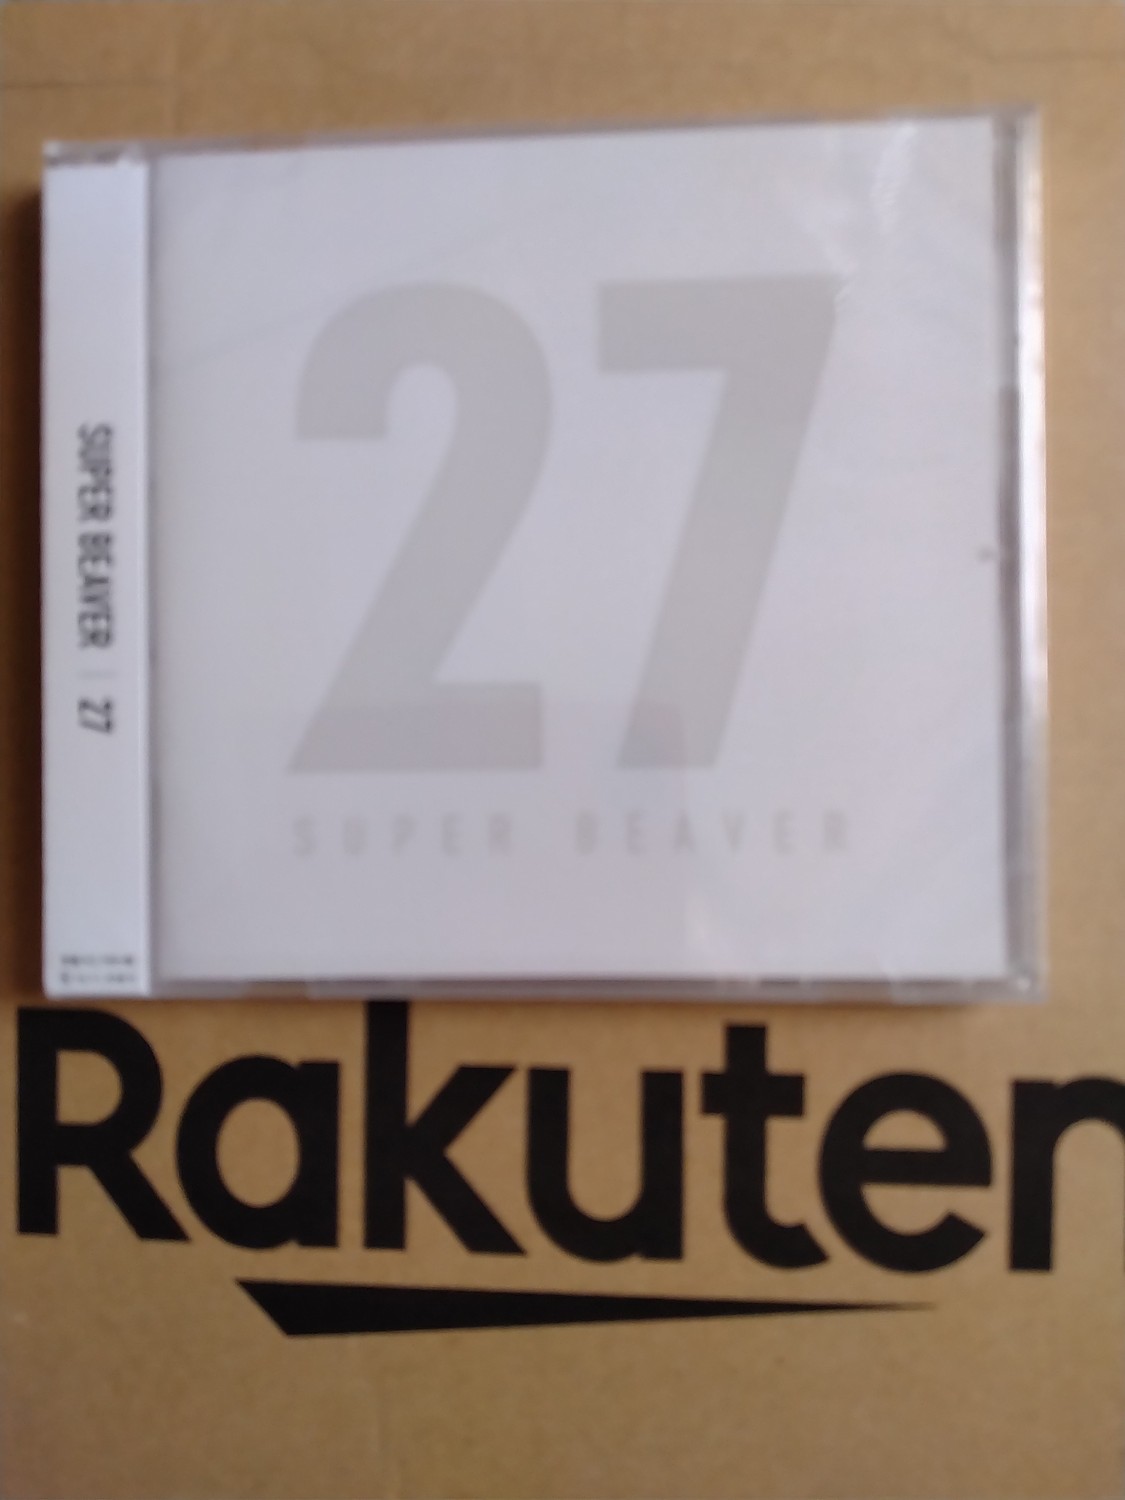 SUPER BEAVER | 27
27
SUPER BEAVER
Rakuten